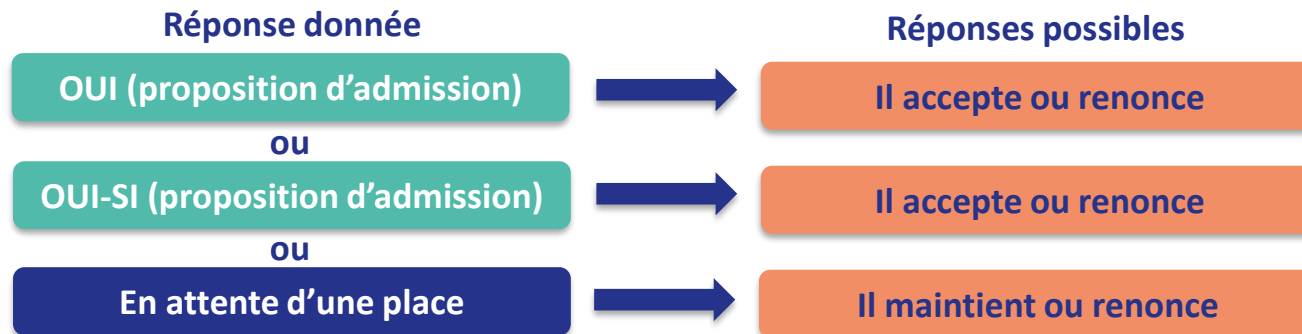 Réponse donnée
Réponses possibles
OUI (proposition d’admission)
Il accepte ou renonce
ou
OUI-SI (proposition d’admission)
Il accepte ou renonce
ou
En attente d’une place
Il maintient ou renonce